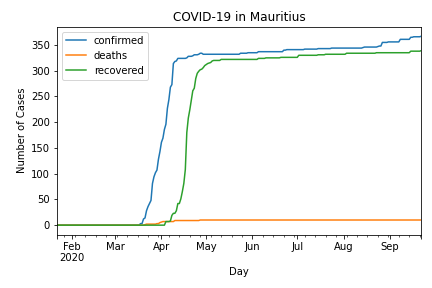 COVID-19 in Mauritius
confirmed
deaths
recovered
Number of Cases
350
300
250
200
150
100
50
0
Feb Mar Apr May Jun Jul Aug Sep
2020
Day